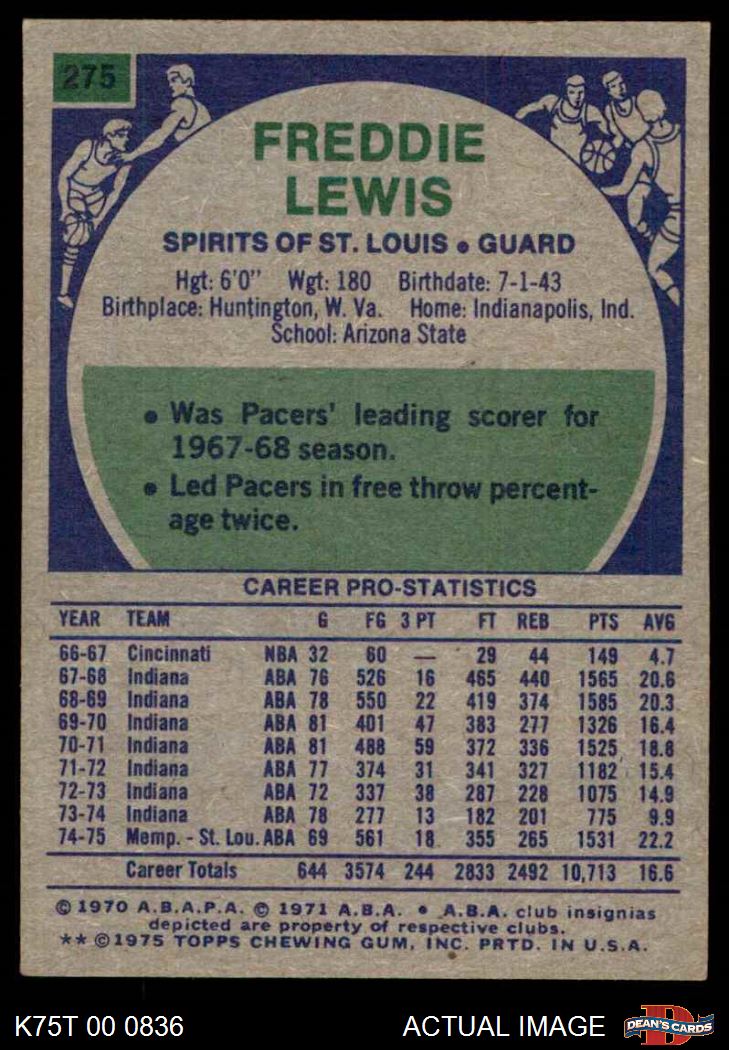 275
FREDDIE
LEWIS
SPIRITS OF ST. LOUIS • GUARD
Hgt: 6'0" Wgt: 180 Birthdate: 7-1-43
Birthplace: Huntington, W. Va. Home: Indianapolis, Ind.
School: Arizona State
• Was Pacers' leading scorer for
1967-68 season.
• Led Pacers in free throw percent-
age twice.
CAREER PRO-STATISTICS
YEAR TEAM G FG 3 PT FT REB PTS AVG
66-67 Cincinnati NBA 32 60 — 29 44 149 4.7
67-68 Indiana ABA 76 526 16 465 440 1565 20.6
68-69 Indiana ABA 78 550 22 419 374 1585 20.3
69-70 Indiana ABA 81 401 47 383 277 1326 16.4
70-71 Indiana ABA 81 488 59 372 336 1525 18.8
71-72 Indiana ABA 77 374 31 341 327 1182 15.4
72-73 Indiana ABA 72 337 38 287 228 1075 14.9
73-74 Indiana ABA 78 277 13 182 201 775 9.9
74-75 Memp. - St. Lou. ABA 69 561 18 355 265 1531 22.2
Career Totals 644 3574 244 2833 2492 10,713 16.6
© 1970 A.B.A.P.A. © 1971 A.B.A. • A.B.A. club insignias
depicted are property of respective clubs.
** © 1975 TOPPS CHEWING GUM, INC. PRTD. IN U.S.A.
K75T 00 0836 ACTUAL IMAGE D DEAN'S CARDS